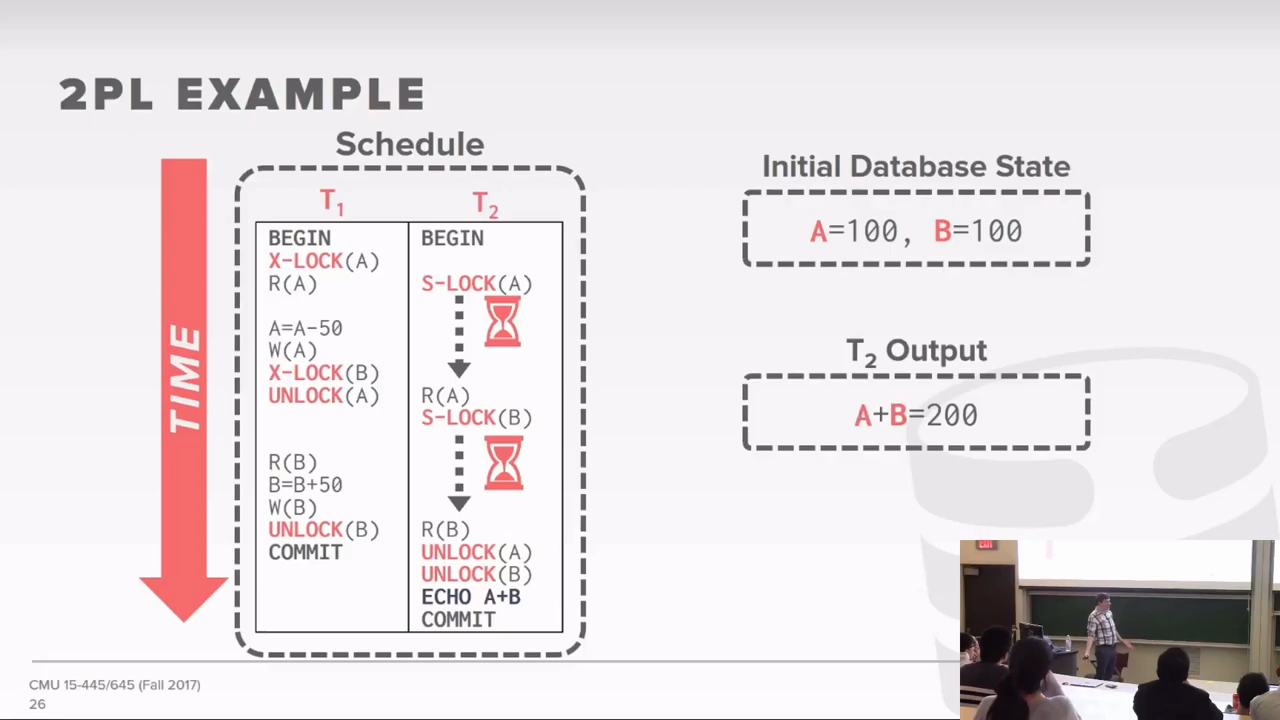 2PL EXAMPLE
Schedule
TIME
T1
BEGIN
X-LOCK(A)
R(A)
A=A-50
W(A)
X-LOCK(B)
UNLOCK(A)
R(B)
B=B+50
W(B)
UNLOCK(B)
COMMIT
T2
BEGIN
S-LOCK(A)
R(A)
S-LOCK(B)
R(B)
UNLOCK(A)
UNLOCK(B)
ECHO A+B
COMMIT
Initial Database State
A=100, B=100
T2 Output
A+B=200
CMU 15-445/645 (Fall 2017)
26
EXIT